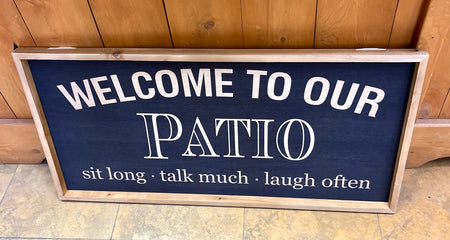 WELCOME TO OUR
PATIO
sit long · talk much · laugh often